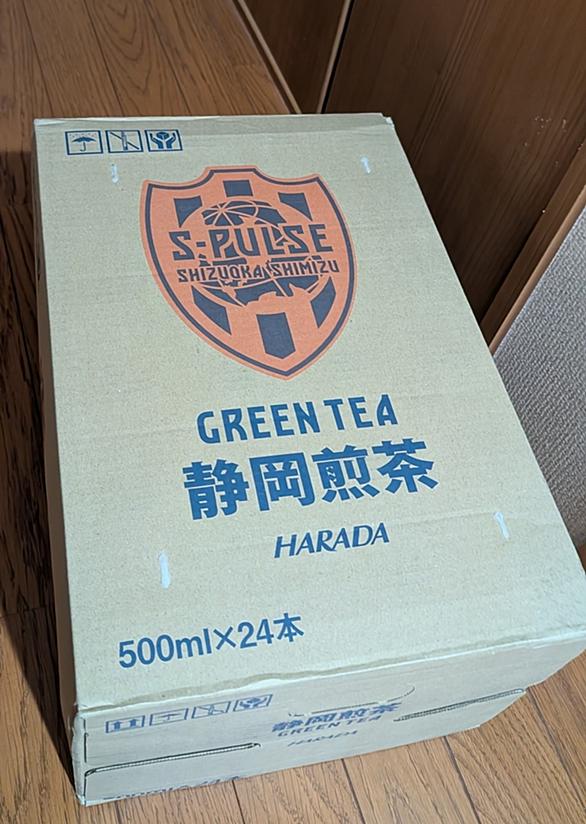 S-PULSE
SHIZUOKA SHIMIZU
GREEN TEA
静岡煎茶
HARADA
500ml×24本
静岡煎茶
GREEN TEA
HARADA